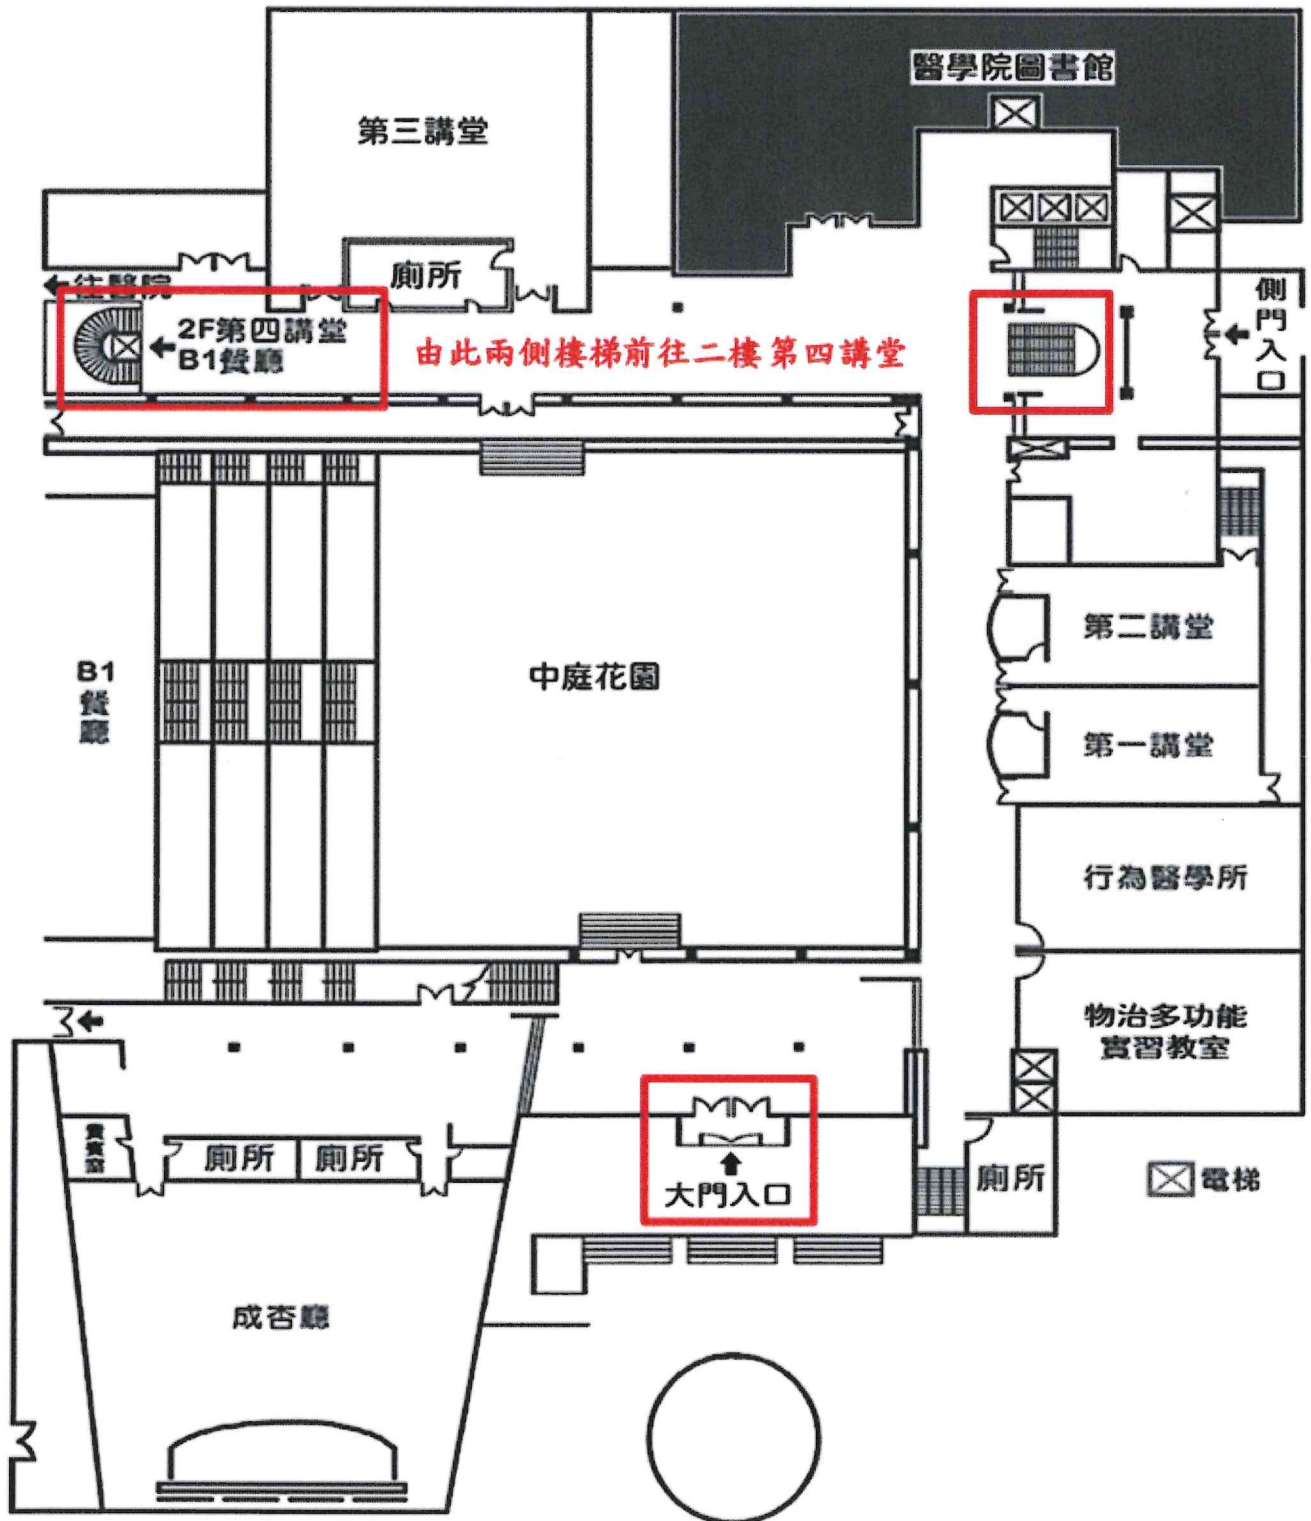 醫學院圖書館
第三講堂
廁所
←往醫院
2F第四講堂
←
B1餐廳
由此兩側樓梯前往二樓第四講堂
側門入口
←
B1
餐廳
中庭花園
第二講堂
第一講堂
行為醫學所
物治多功能
實習教室
←
貴賓室
廁所
廁所
↑
大門入口
廁所
電梯
成杏廳